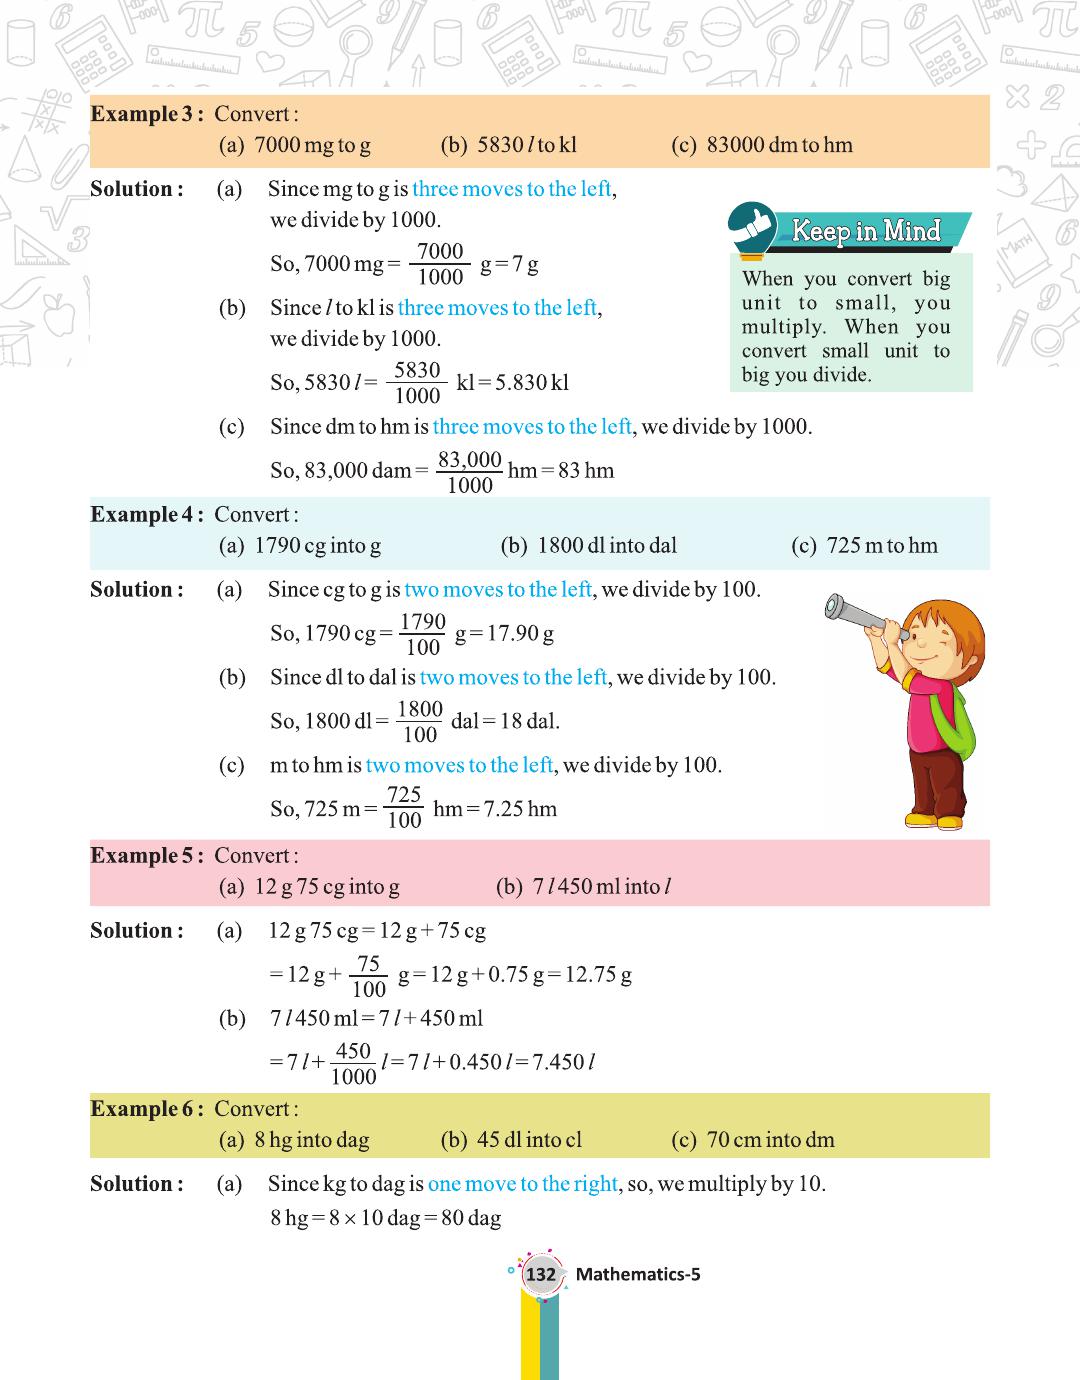 Example 3 : Convert :
(a) 7000 mg to g (b) 5830 l to kl (c) 83000 dm to hm
Solution : (a) Since mg to g is three moves to the left,
we divide by 1000.
So, 7000 mg = 7000/1000 g = 7 g
(b) Since l to kl is three moves to the left,
we divide by 1000.
So, 5830 l = 5830/1000 kl = 5.830 kl
Keep in Mind
When you convert big
unit to small, you
multiply. When you
convert small unit to
big you divide.
(c) Since dm to hm is three moves to the left, we divide by 1000.
So, 83,000 dam = 83,000/1000 hm = 83 hm
Example 4 : Convert :
(a) 1790 cg into g (b) 1800 dl into dal (c) 725 m to hm
Solution : (a) Since cg to g is two moves to the left, we divide by 100.
So, 1790 cg = 1790/100 g = 17.90 g
(b) Since dl to dal is two moves to the left, we divide by 100.
So, 1800 dl = 1800/100 dal = 18 dal.
(c) m to hm is two moves to the left, we divide by 100.
So, 725 m = 725/100 hm = 7.25 hm
Example 5 : Convert :
(a) 12 g 75 cg into g (b) 7 l 450 ml into l
Solution : (a) 12 g 75 cg = 12 g + 75 cg
= 12 g + 75/100 g = 12 g + 0.75 g = 12.75 g
(b) 7 l 450 ml = 7 l + 450 ml
= 7 l + 450/1000 l = 7 l + 0.450 l = 7.450 l
Example 6 : Convert :
(a) 8 hg into dag (b) 45 dl into cl (c) 70 cm into dm
Solution : (a) Since kg to dag is one move to the right, so, we multiply by 10.
8 hg = 8 × 10 dag = 80 dag
132 Mathematics-5